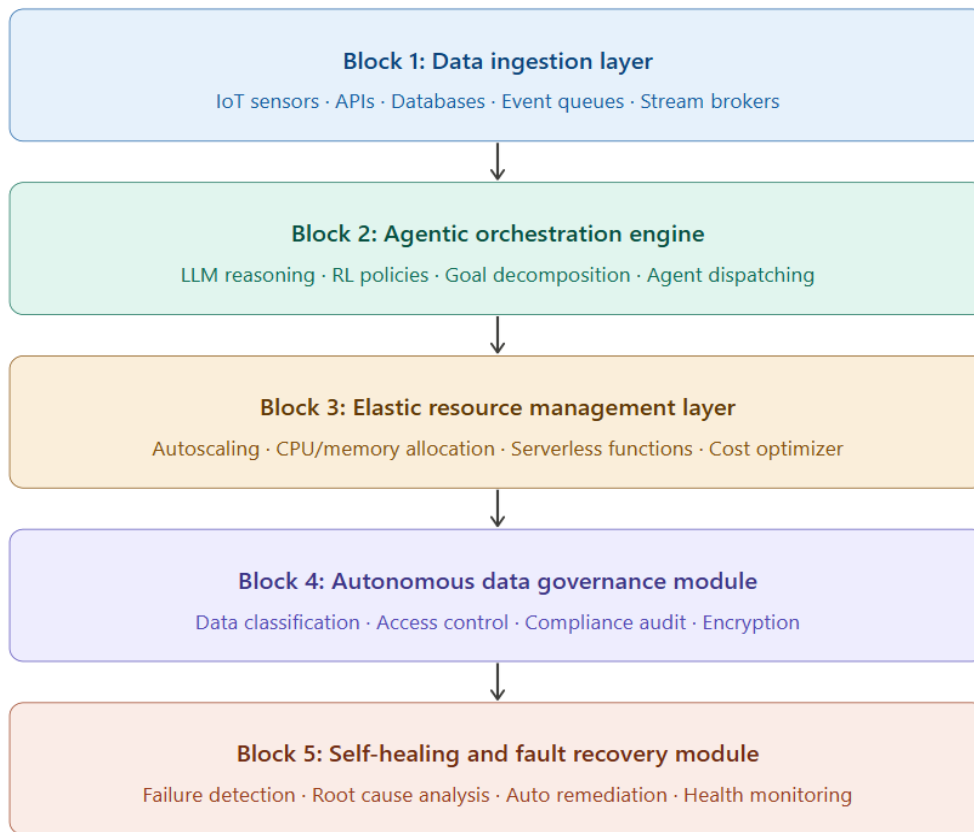 Block 1: Data ingestion layer
IoT sensors · APIs · Databases · Event queues · Stream brokers
Block 2: Agentic orchestration engine
LLM reasoning · RL policies · Goal decomposition · Agent dispatching
Block 3: Elastic resource management layer
Autoscaling · CPU/memory allocation · Serverless functions · Cost optimizer
Block 4: Autonomous data governance module
Data classification · Access control · Compliance audit · Encryption
Block 5: Self-healing and fault recovery module
Failure detection · Root cause analysis · Auto remediation · Health monitoring